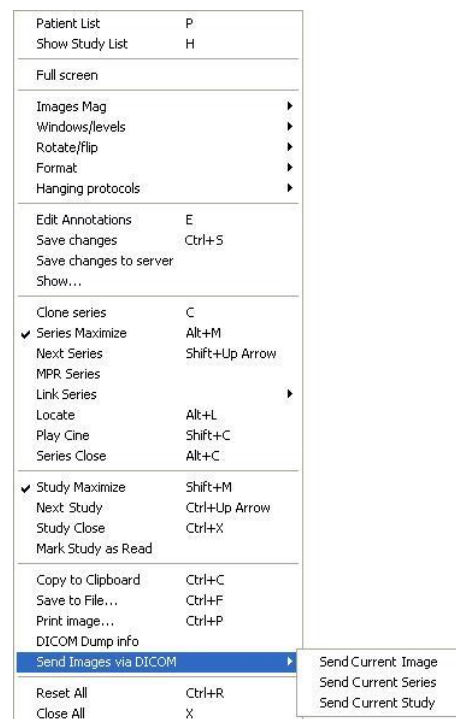 Patient List P
Show Study List H
Full screen
Images Mag
Windows/levels
Rotate/flip
Format
Hanging protocols
Edit Annotations E
Save changes Ctrl+S
Save changes to server
Show...
Clone series C
Series Maximize Alt+M
Next Series Shift+Up Arrow
MPR Series
Link Series
Locate Alt+L
Play Cine Shift+C
Series Close Alt+C
Study Maximize Shift+M
Next Study Ctrl+Up Arrow
Study Close Ctrl+X
Mark Study as Read
Copy to Clipboard Ctrl+C
Save to File... Ctrl+F
Print image... Ctrl+P
DICOM Dump info
Send Images via DICOM
Send Current Image
Send Current Series
Send Current Study
Reset All Ctrl+R
Close All X